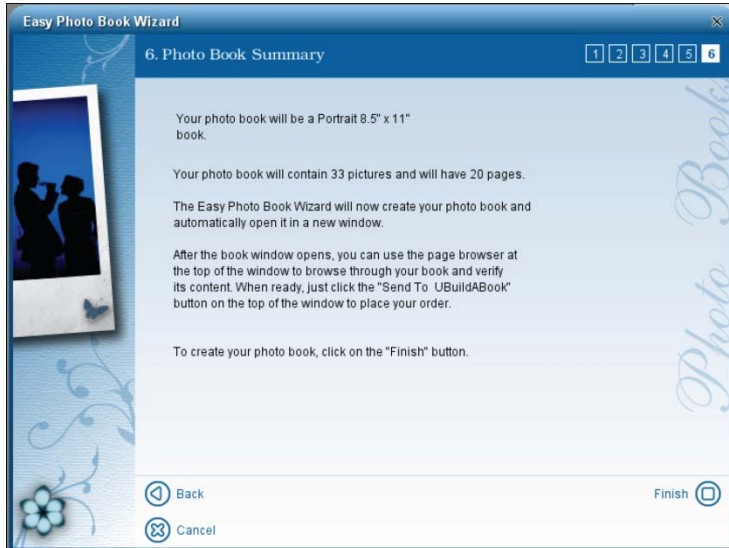 Easy Photo Book Wizard
6. Photo Book Summary
1 2 3 4 5 6
Your photo book will be a Portrait 8.5" x 11"
book.
Your photo book will contain 33 pictures and will have 20 pages.
The Easy Photo Book Wizard will now create your photo book and
automatically open it in a new window.
After the book window opens, you can use the page browser at
the top of the window to browse through your book and verify
its content. When ready, just click the "Send To  UBuildABook"
button on the top of the window to place your order.
To create your photo book, click on the "Finish" button.
Photo Books
Back
Finish
Cancel